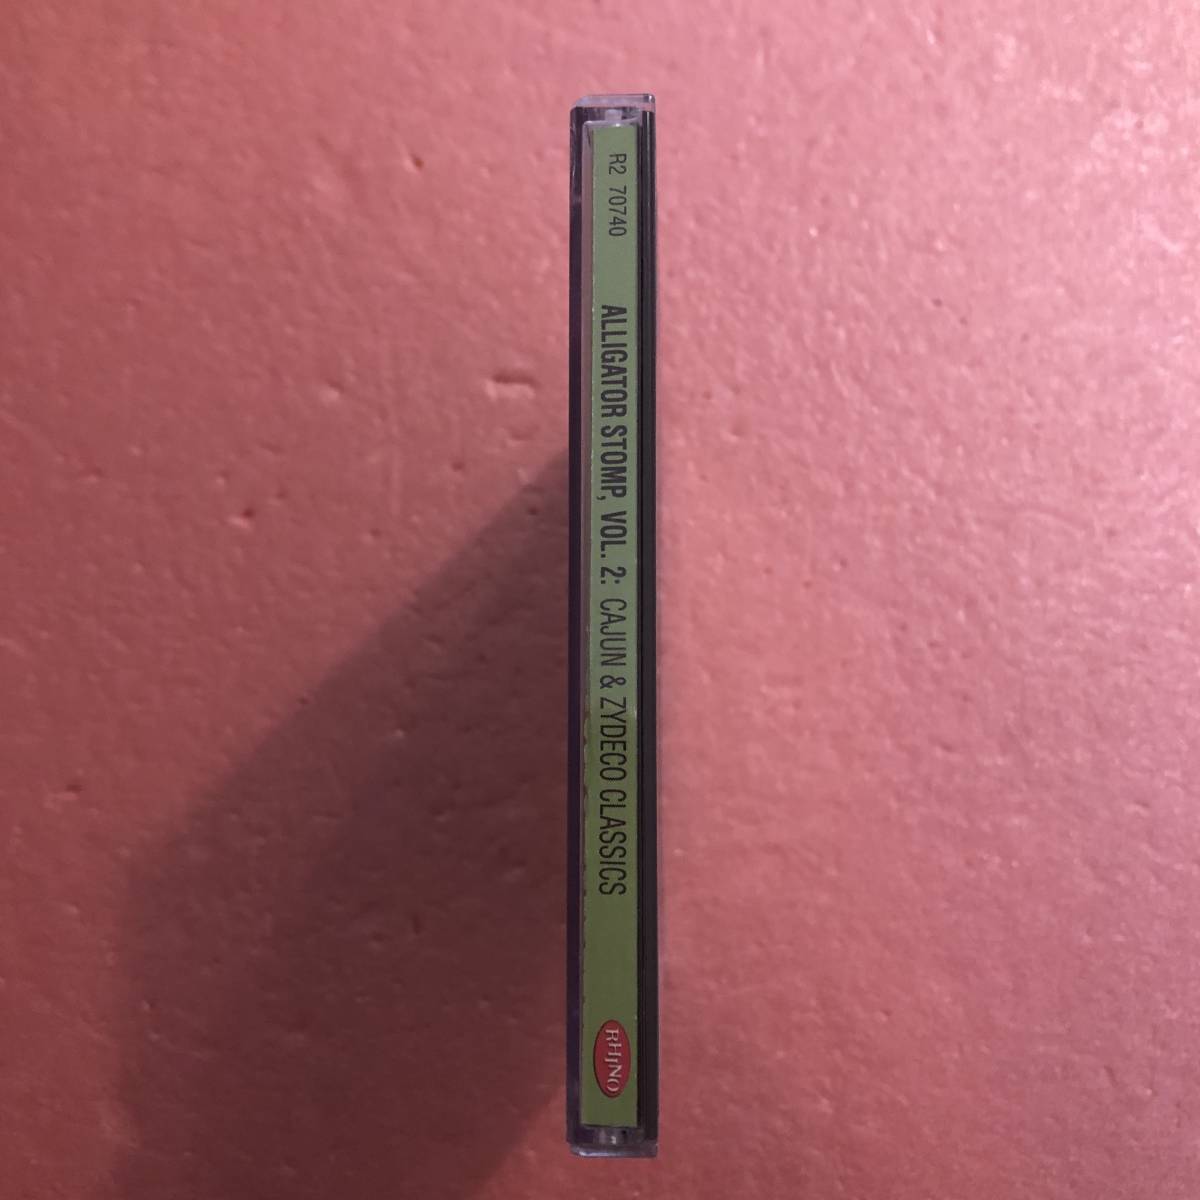 R2 70740 ALLIGATOR STOMP, VOL. 2: CAJUN & ZYDECO CLASSICS RHINO